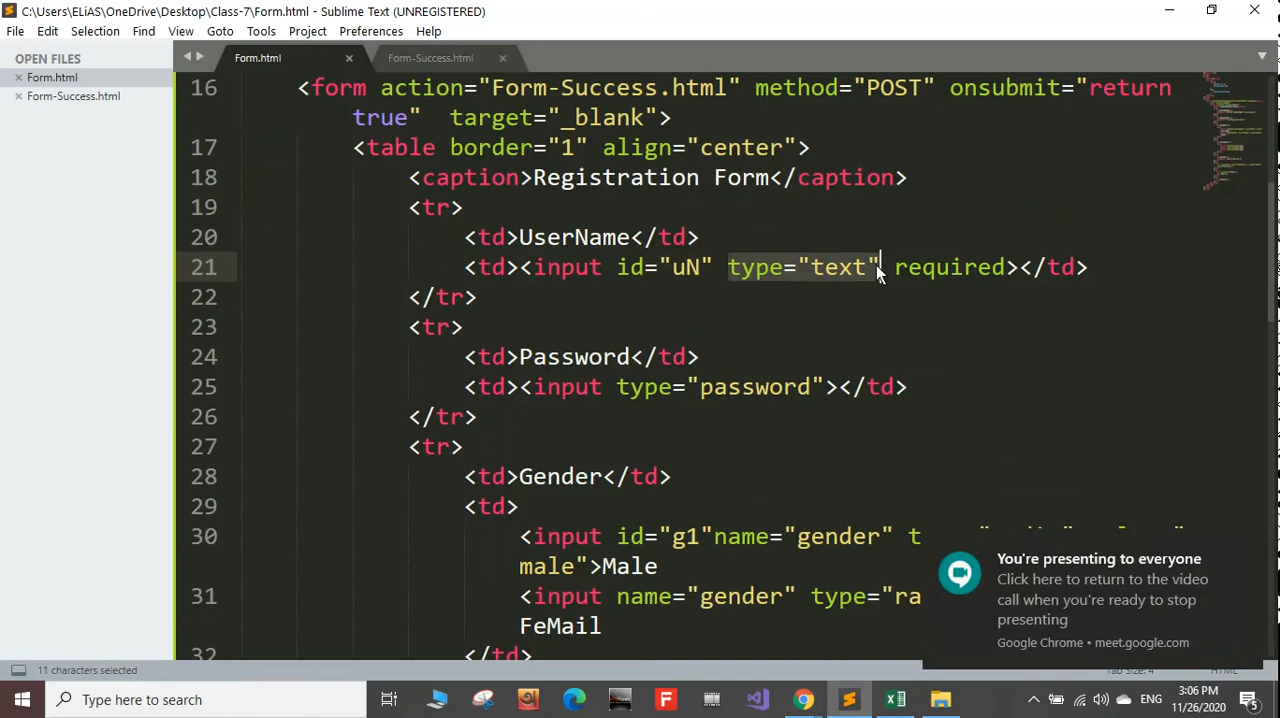 C:\Users\ELiAS\OneDrive\Desktop\Class-7\Form.html - Sublime Text (UNREGISTERED)
File Edit Selection Find View Goto Tools Project Preferences Help
OPEN FILES
Form.html
Form-Success.html
Form.html
Form-Success.html
16 <form action="Form-Success.html" method="POST" onsubmit="return
true" target="_blank">
17 <table border="1" align="center">
18 <caption>Registration Form</caption>
19 <tr>
20 <td>UserName</td>
21 <td><input id="uN" type="text" required></td>
22 </tr>
23 <tr>
24 <td>Password</td>
25 <td><input type="password"></td>
26 </tr>
27 <tr>
28 <td>Gender</td>
29 <td>
30 <input id="g1"name="gender" t
male">Male
31 <input name="gender" type="ra
FeMail
32 </td>
You're presenting to everyone
Click here to return to the video
call when you're ready to stop
presenting
Google Chrome • meet.google.com
11 characters selected
Tab Size: 4
HTML
Type here to search
ENG
3:06 PM
11/26/2020
5